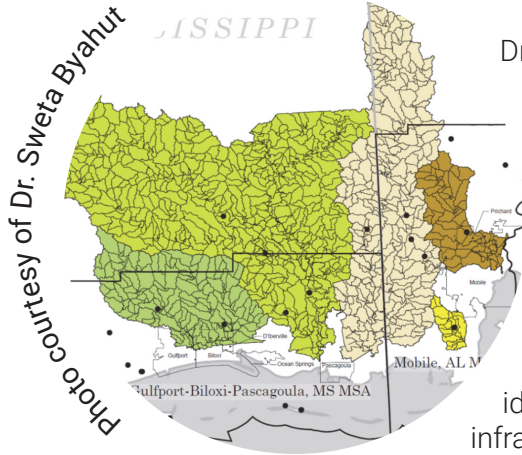 Photo courtesy of Dr. Sweta Byahut
ISSISSIPPI
Prichard
Mobile
D'Iberville
Gulfport
Biloxi
Ocean Springs
Pascagoula
Mobile, AL M
Gulfport-Biloxi-Pascagoula, MS MSA
Dr
id
infra